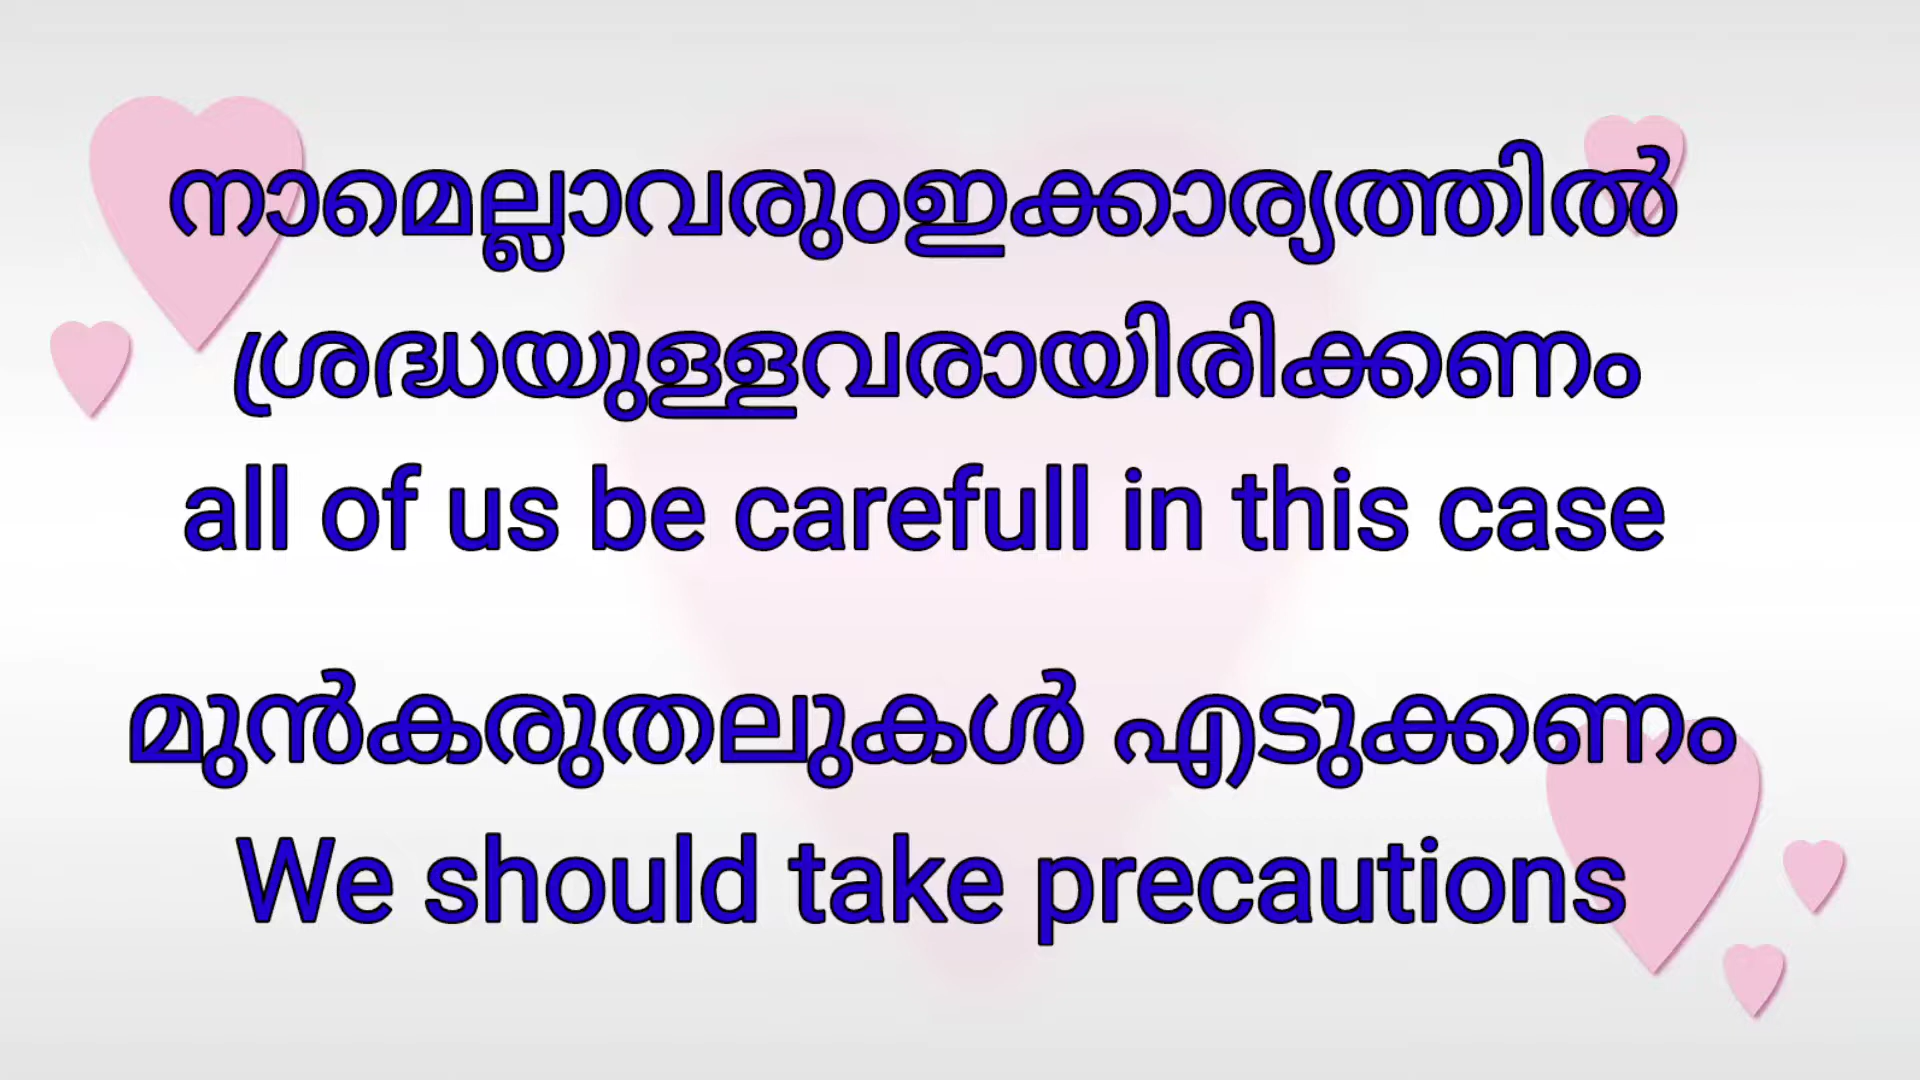 നാമെല്ലാവരുംഇക്കാര്യത്തിൽ
ശ്രദ്ധയുള്ളവരായിരിക്കണം
all of us be carefull in this case
മുൻകരുതലുകൾ എടുക്കണം
We should take precautions